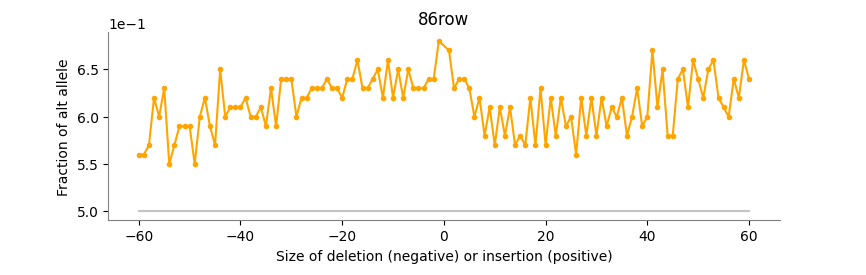 86row
1e−1
6.5
6.0
5.5
5.0
Fraction of alt allele
−60 −40 −20 0 20 40 60
Size of deletion (negative) or insertion (positive)